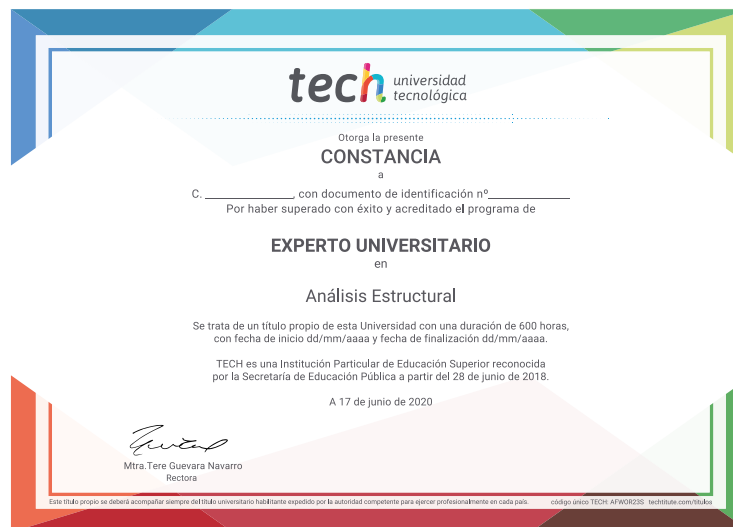 tech universidad
tecnológica
Otorga la presente
CONSTANCIA
a
C. ______________, con documento de identificación nº_____________
Por haber superado con éxito y acreditado el programa de
EXPERTO UNIVERSITARIO
en
Análisis Estructural
Se trata de un título propio de esta Universidad con una duración de 600 horas,
con fecha de inicio dd/mm/aaaa y fecha de finalización dd/mm/aaaa.
TECH es una Institución Particular de Educación Superior reconocida
por la Secretaría de Educación Pública a partir del 28 de junio de 2018.
A 17 de junio de 2020
Mtra.Tere Guevara Navarro
Rectora
Este título propio se deberá acompañar siempre del título universitario habilitante expedido por la autoridad competente para ejercer profesionalmente en cada país. código único TECH: AFWOR23S techtitute.com/titulos